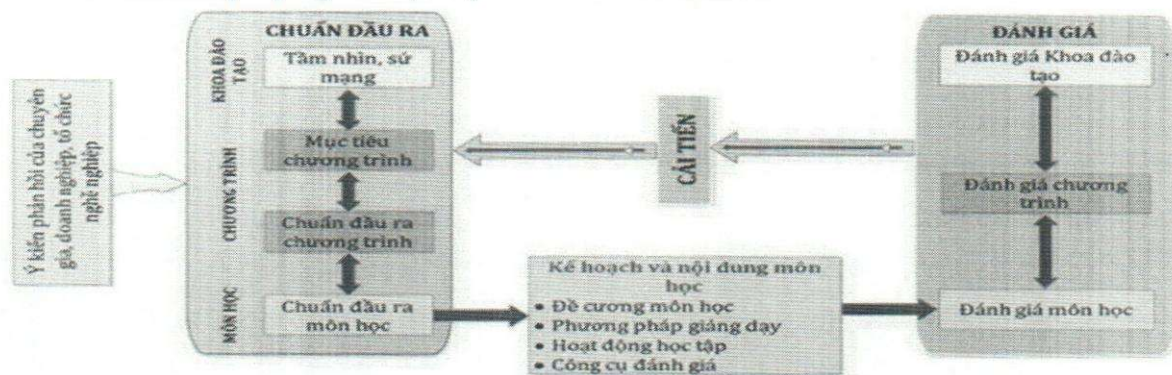 Ý kiến phản hồi của chuyên
gia, doanh nghiệp, tổ chức
nghề nghiệp
CHUẨN ĐẦU RA
KHOA ĐÀO
TẠO
Tầm nhìn, sứ
mạng
CHƯƠNG TRÌNH
Mục tiêu
chương trình
Chuẩn đầu ra
chương trình
MÔN HỌC
Chuẩn đầu ra
môn học
CẢI TIẾN
Kế hoạch và nội dung môn
học
• Đề cương môn học
• Phương pháp giảng dạy
• Hoạt động học tập
• Công cụ đánh giá
ĐÁNH GIÁ
Đánh giá Khoa đào
tạo
Đánh giá chương
trình
Đánh giá môn học